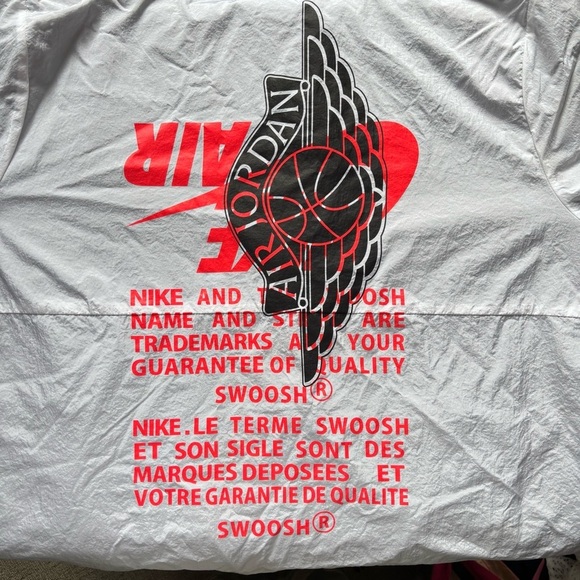 AIR
AIR JORDAN
NIKE AND SWOOSH
NAME AND ARE
TRADEMARKS YOUR
GUARANTEE OF QUALITY
SWOOSH®
NIKE.LE TERME SWOOSH
ET SON SIGLE SONT DES
MARQUES DEPOSEES ET
VOTRE GARANTIE DE QUALITE
SWOOSH®